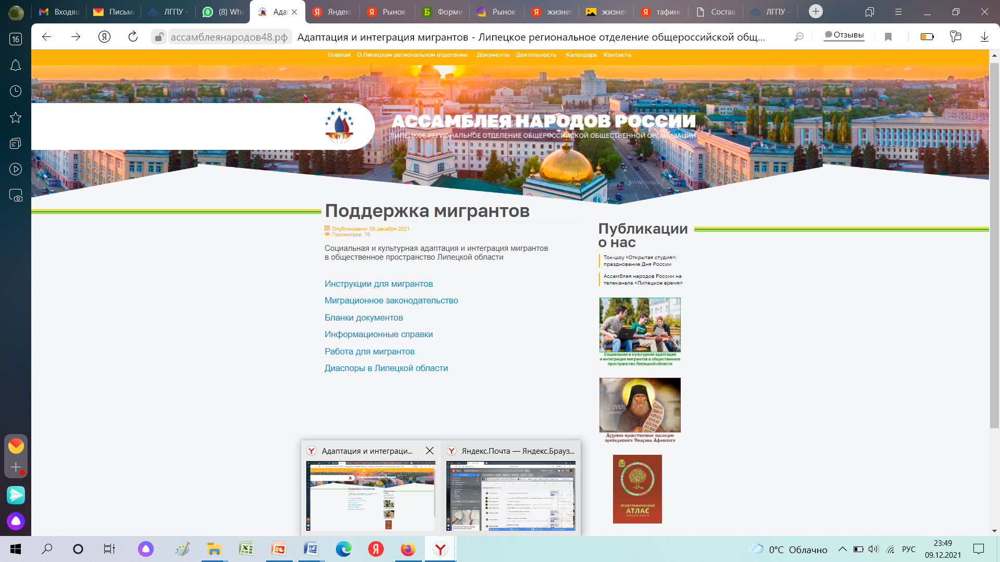 Входящ
Письмо
ЛГПУ -
(8) Wha
Адап
Яндекс
Рынок
Форми
Рынок
жизнен
жизнен
тафинц
Состав
ЛГПУ -
16
ассамблеянародов48.рф
Адаптация и интеграция мигрантов - Липецкое региональное отделение общероссийской общ...
Отзывы
Главная О Липецком региональном отделении Документы Деятельность Календарь Контакты
АССАМБЛЕЯ НАРОДОВ РОССИИ
ЛИПЕЦКОЕ РЕГИОНАЛЬНОЕ ОТДЕЛЕНИЕ ОБЩЕРОССИЙСКОЙ ОБЩЕСТВЕННОЙ ОРГАНИЗАЦИИ
Поддержка мигрантов
Опубликовано: 08 декабря 2021
Просмотров: 76
Социальная и культурная адаптация и интеграция мигрантов
в общественное пространство Липецкой области
Инструкции для мигрантов
Миграционное законодательство
Бланки документов
Информационные справки
Работа для мигрантов
Диаспоры в Липецкой области
Публикации
о нас
Ток-шоу «Открытая студия»:
празднование Дня России
Ассамблея народов России на
телеканале «Липецкое время»
Социальная и культурная адаптация
и интеграция мигрантов в общественное
пространство Липецкой области
Духовно-нравственное наследие
преподобного Силуана Афонского
ЭТНОГРАФИЧЕСКИЙ
АТЛАС
ЛИПЕЦКОЙ ОБЛАСТИ
Адаптация и интеграци...
Яндекс.Почта — Яндекс.Брауз...
0°C Облачно
РУС
23:49
09.12.2021